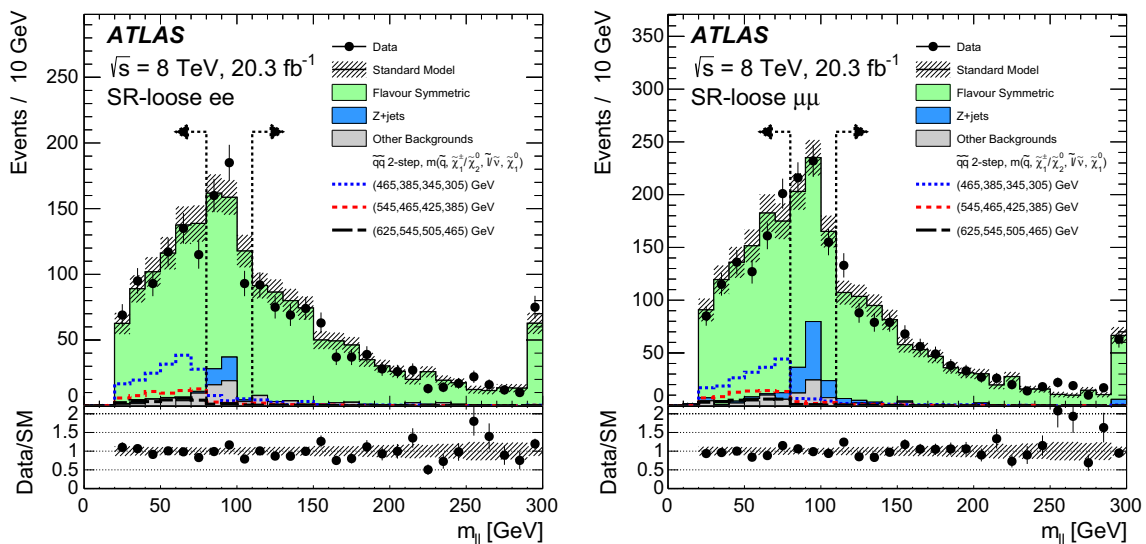 ATLAS
√s = 8 TeV, 20.3 fb⁻¹
SR-loose ee
Data
Standard Model
Flavour Symmetric
Z+jets
Other Backgrounds
q̃q̃ 2-step, m(q̃, χ̃₁±/χ̃₂⁰, l̃/ν̃, χ̃₁⁰)
(465,385,345,305) GeV
(545,465,425,385) GeV
(625,545,505,465) GeV
Events / 10 GeV
250
200
150
100
50
0
Data/SM
2
1.5
1
0.5
0
0 50 100 150 200 250 300
m_ll [GeV]
ATLAS
√s = 8 TeV, 20.3 fb⁻¹
SR-loose μμ
Data
Standard Model
Flavour Symmetric
Z+jets
Other Backgrounds
q̃q̃ 2-step, m(q̃, χ̃₁±/χ̃₂⁰, l̃/ν̃, χ̃₁⁰)
(465,385,345,305) GeV
(545,465,425,385) GeV
(625,545,505,465) GeV
Events / 10 GeV
350
300
250
200
150
100
50
0
Data/SM
2
1.5
1
0.5
0
0 50 100 150 200 250 300
m_ll [GeV]